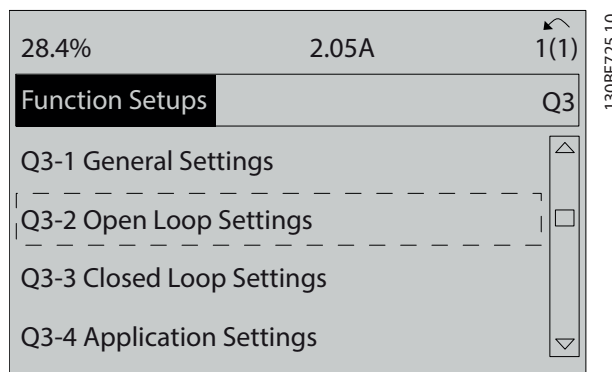 28.4% 2.05A 1(1)
Function Setups Q3
Q3-1 General Settings
Q3-2 Open Loop Settings
Q3-3 Closed Loop Settings
Q3-4 Application Settings
130BF725.10